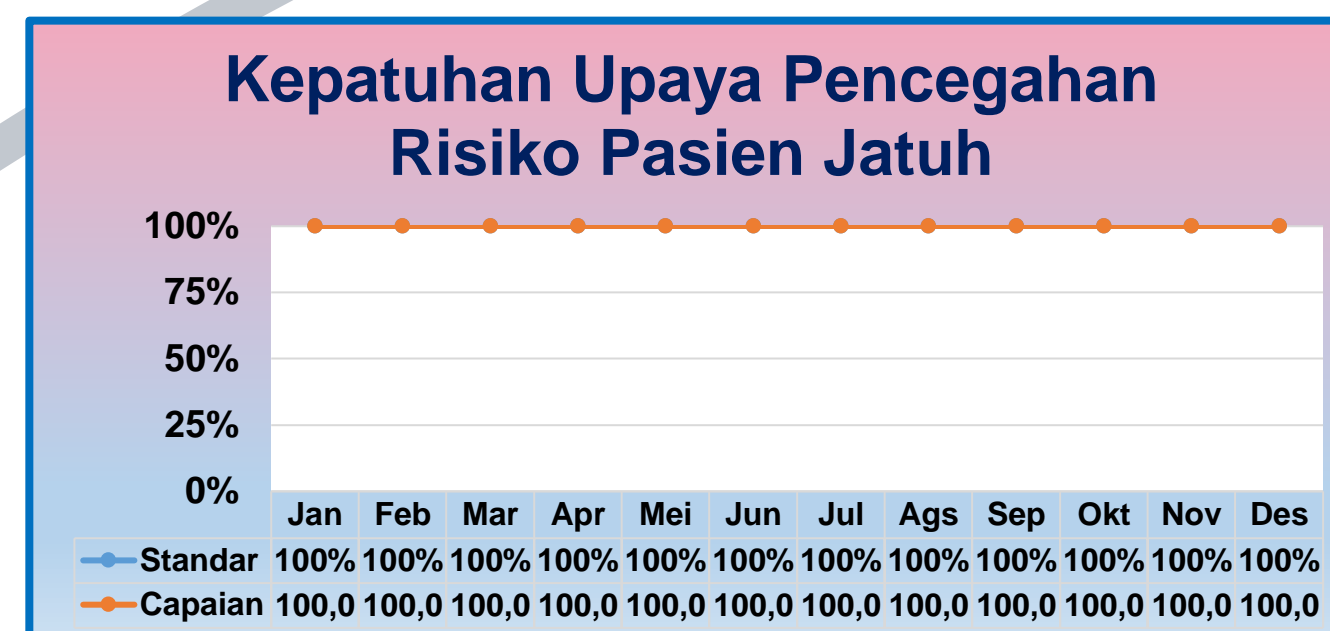 Kepatuhan Upaya Pencegahan
Risiko Pasien Jatuh
100%
75%
50%
25%
0%
Jan Feb Mar Apr Mei Jun Jul Ags Sep Okt Nov Des
Standar 100% 100% 100% 100% 100% 100% 100% 100% 100% 100% 100% 100%
Capaian 100,0 100,0 100,0 100,0 100,0 100,0 100,0 100,0 100,0 100,0 100,0 100,0